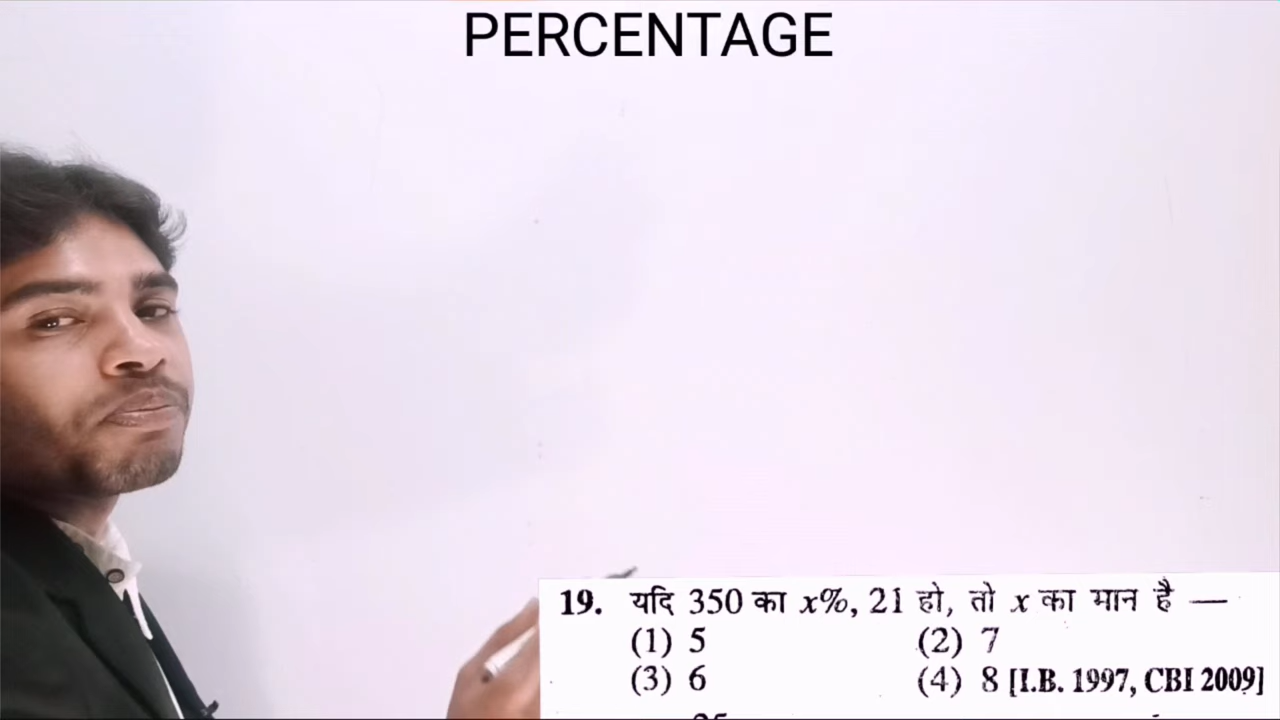 PERCENTAGE
19. यदि 350 का x%, 21 हो, तो x का मान है —
(1) 5 (2) 7
(3) 6 (4) 8 [I.B. 1997, CBI 2009]